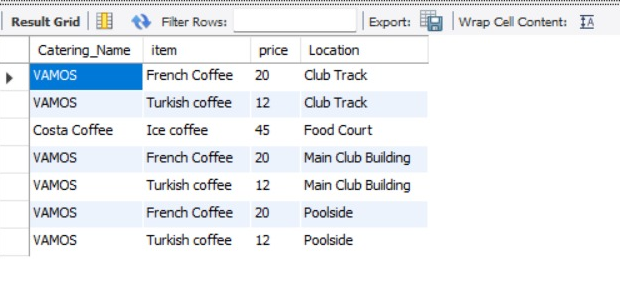 Result Grid Filter Rows: Export: Wrap Cell Content: IA
Catering_Name item price Location
VAMOS French Coffee 20 Club Track
VAMOS Turkish coffee 12 Club Track
Costa Coffee Ice coffee 45 Food Court
VAMOS French Coffee 20 Main Club Building
VAMOS Turkish coffee 12 Main Club Building
VAMOS French Coffee 20 Poolside
VAMOS Turkish coffee 12 Poolside